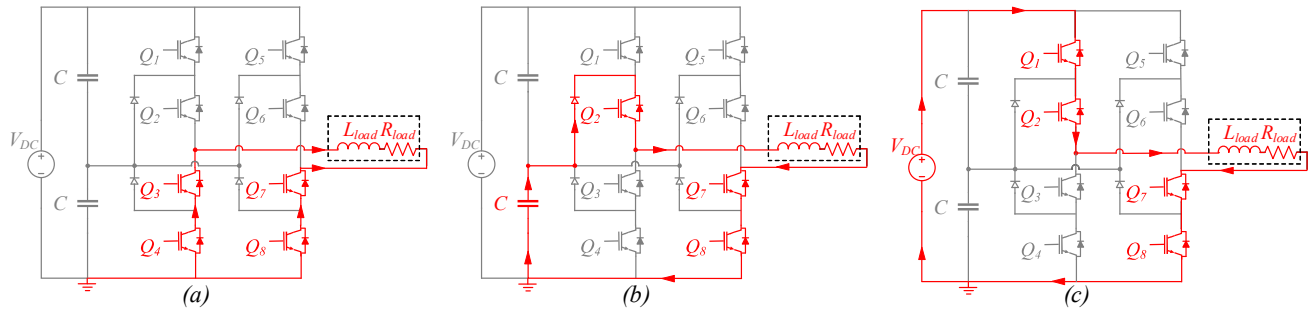 Q1
Q5
C
Q2
Q6
Lload Rload
VDC
Q3
Q7
C
Q4
Q8
(a)
Q1
Q5
C
Q2
Q6
Lload Rload
VDC
Q3
Q7
C
Q4
Q8
(b)
Q1
Q5
C
Q2
Q6
Lload Rload
VDC
Q3
Q7
C
Q4
Q8
(c)